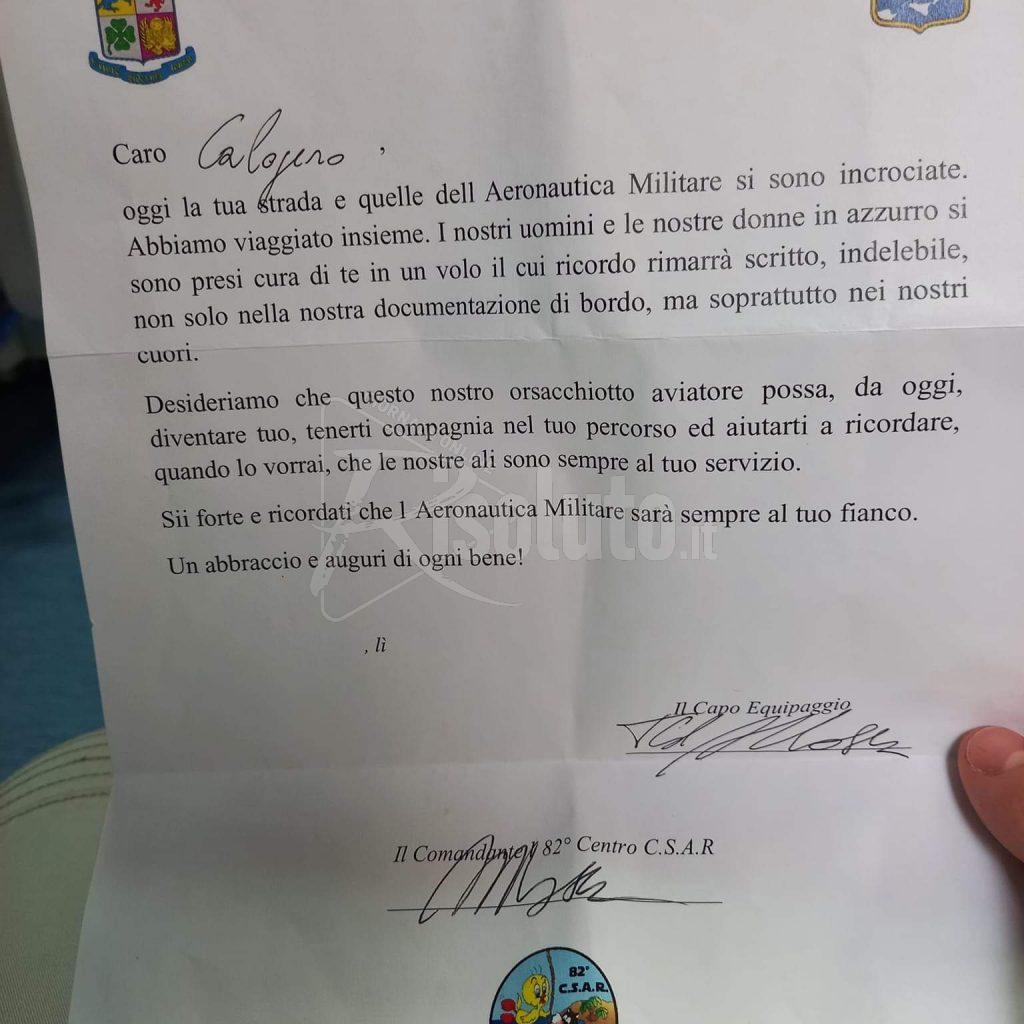 Caro Calogero ,
oggi la tua strada e quelle dell Aeronautica Militare si sono incrociate.
Abbiamo viaggiato insieme. I nostri uomini e le nostre donne in azzurro si
sono presi cura di te in un volo il cui ricordo rimarrà scritto, indelebile,
non solo nella nostra documentazione di bordo, ma soprattutto nei nostri
cuori.
Desideriamo che questo nostro orsacchiotto aviatore possa, da oggi,
diventare tuo, tenerti compagnia nel tuo percorso ed aiutarti a ricordare,
quando lo vorrai, che le nostre ali sono sempre al tuo servizio.
Sii forte e ricordati che l Aeronautica Militare sarà sempre al tuo fianco.
Un abbraccio e auguri di ogni bene!
Risoluto.it
, lì
Il Capo Equipaggio
Il Comandante 82° Centro C.S.A.R
82°
C.S.A.R.